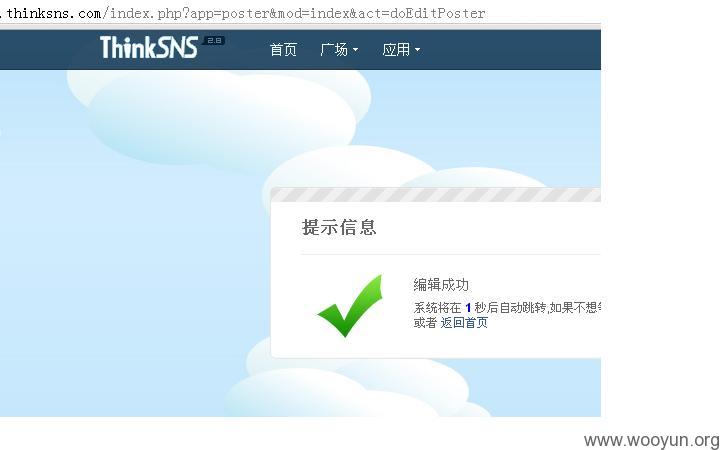 .thinksns.com/index.php?app=poster&mod=index&act=doEditPoster
ThinkSNS 2.8 首页 广场 应用
提示信息
编辑成功
系统将在 1 秒后自动跳转,如果不想
或者 返回首页
www.wooyun.org